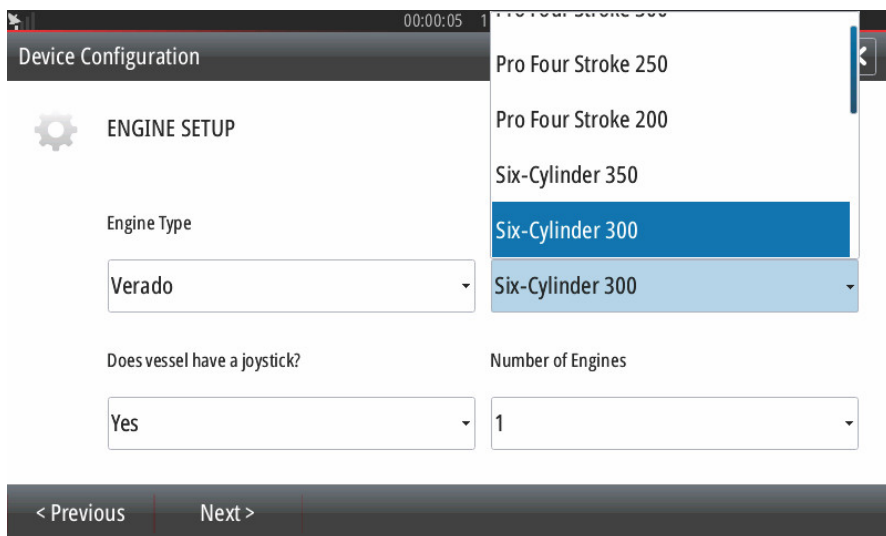 00:00:05
Device Configuration
Pro Four Stroke 250
Pro Four Stroke 200
Six-Cylinder 350
Six-Cylinder 300
ENGINE SETUP
Engine Type
Verado
Six-Cylinder 300
Does vessel have a joystick?
Number of Engines
Yes
1
< Previous
Next >